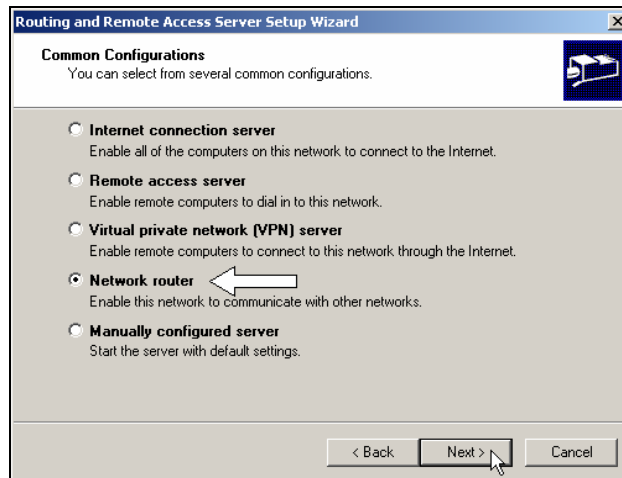 Routing and Remote Access Server Setup Wizard
Common Configurations
You can select from several common configurations.
Internet connection server
Enable all of the computers on this network to connect to the Internet.
Remote access server
Enable remote computers to dial in to this network.
Virtual private network (VPN) server
Enable remote computers to connect to this network through the Internet.
Network router
Enable this network to communicate with other networks.
Manually configured server
Start the server with default settings.
< Back Next > Cancel